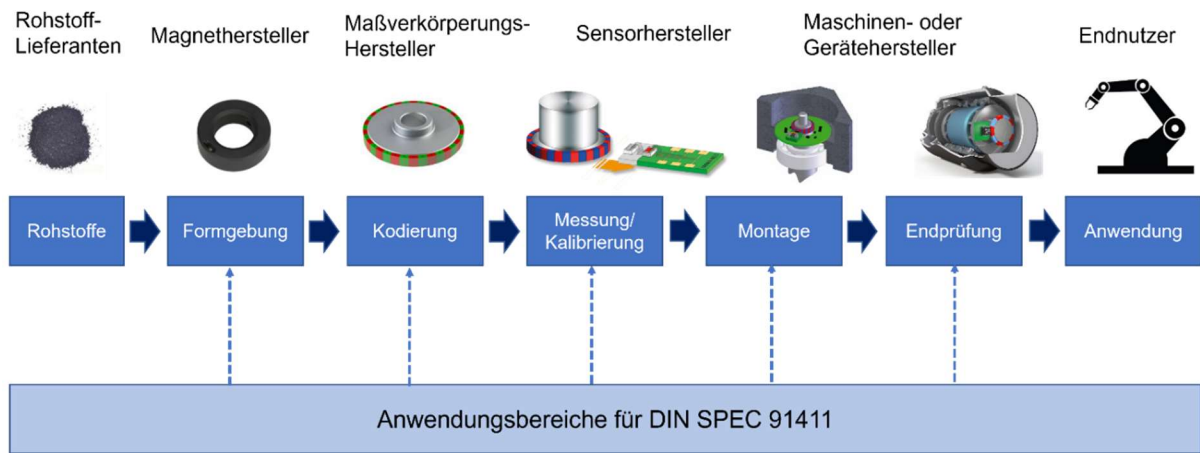 Rohstoff-
Lieferanten
Magnethersteller
Maßverkörperungs-
Hersteller
Sensorhersteller
Maschinen- oder
Gerätehersteller
Endnutzer
Rohstoffe
Formgebung
Kodierung
Messung/
Kalibrierung
Montage
Endprüfung
Anwendung
Anwendungsbereiche für DIN SPEC 91411